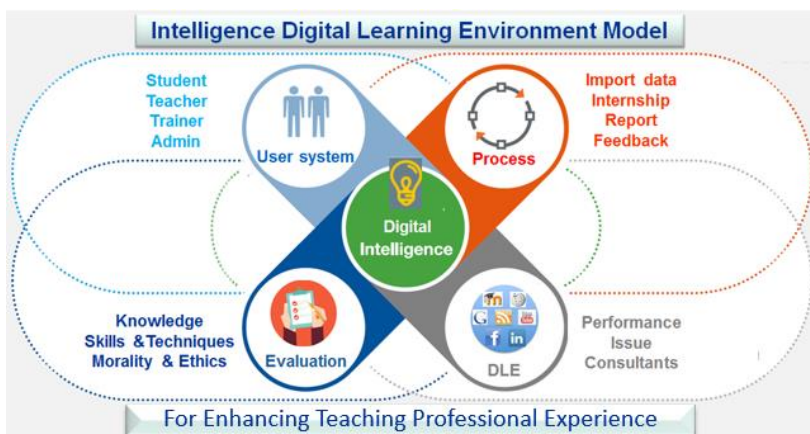 Intelligence Digital Learning Environment Model
Student
Teacher
Trainer
Admin
User system
Process
Import data
Internship
Report
Feedback
Digital
Intelligence
Knowledge
Skills &Techniques
Morality & Ethics
Evaluation
DLE
Performance
Issue
Consultants
For Enhancing Teaching Professional Experience